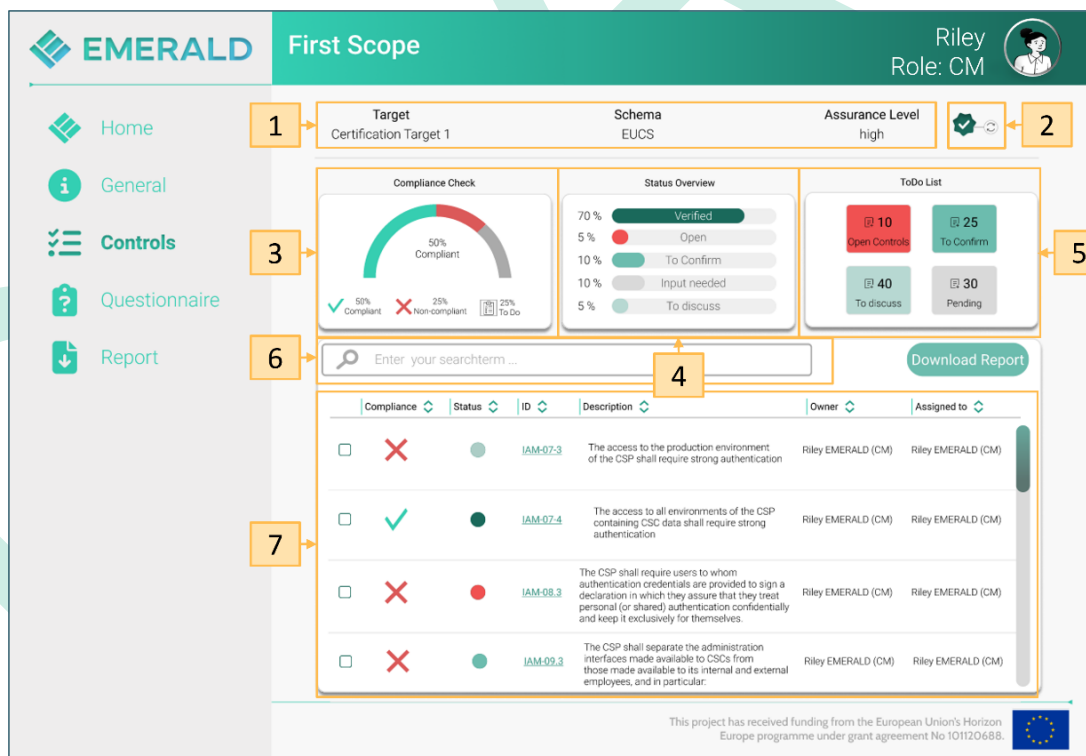 EMERALD
First Scope
Riley
Role: CM
Home
General
Controls
Questionnaire
Report
1
Target
Certification Target 1
Schema
EUCS
Assurance Level
high
2
3
Compliance Check
50%
Compliant
50%
Compliant
25%
Non-compliant
25%
To Do
Status Overview
70 % Verified
5 % Open
10 % To Confirm
10 % Input needed
5 % To discuss
4
ToDo List
10
Open Controls
25
To Confirm
40
To discuss
30
Pending
5
6
Enter your searchterm ...
Download Report
7
Compliance Status ID Description Owner Assigned to
IAM-07-3
The access to the production environment
of the CSP shall require strong authentication
Riley EMERALD (CM) Riley EMERALD (CM)
IAM-07-4
The access to all environments of the CSP
containing CSC data shall require strong
authentication
Riley EMERALD (CM) Riley EMERALD (CM)
IAM-08.3
The CSP shall require users to whom
authentication credentials are provided to sign a
declaration in which they assure that they treat
personal (or shared) authentication confidentially
and keep it exclusively for themselves.
Riley EMERALD (CM) Riley EMERALD (CM)
IAM-09.3
The CSP shall separate the administration
interfaces made available to CSCs from
those made available to its internal and external
employees, and in particular:
Riley EMERALD (CM) Riley EMERALD (CM)
This project has received funding from the European Union's Horizon
Europe programme under grant agreement No 101120688.